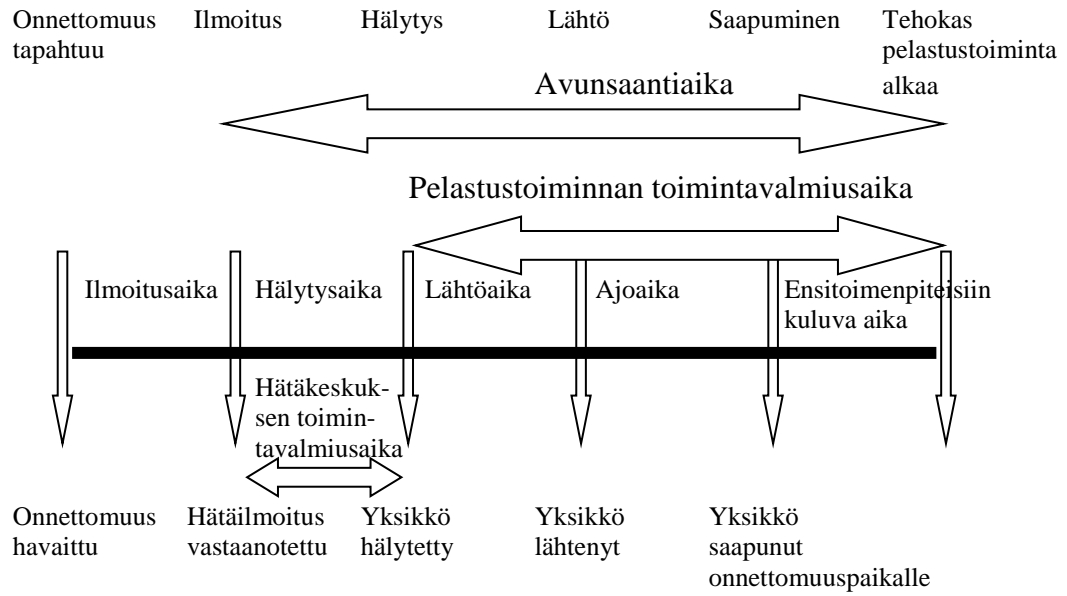 Onnettomuus Ilmoitus Hälytys Lähtö Saapuminen Tehokas
tapahtuu pelastustoiminta
alkaa
Avunsaantiaika
Pelastustoiminnan toimintavalmiusaika
Ilmoitusaika Hälytysaika Lähtöaika Ajoaika Ensitoimenpiteisiin
kuluva aika
Hätäkeskuk-
sen toimin-
tavalmiusaika
Onnettomuus Hätäilmoitus Yksikkö Yksikkö Yksikkö
havaittu vastaanotettu hälytetty lähtenyt saapunut
onnettomuuspaikalle